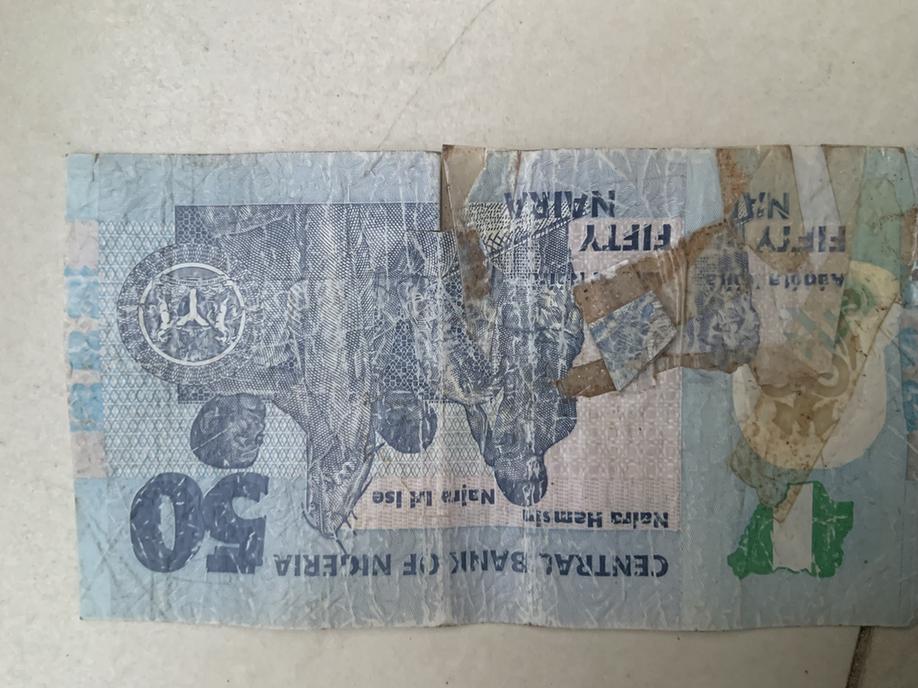 CENTRAL BANK OF NIGERIA
50
Naira Hamsin
Naira Iri Ise
FIFTY
FIFTY
NAIRA